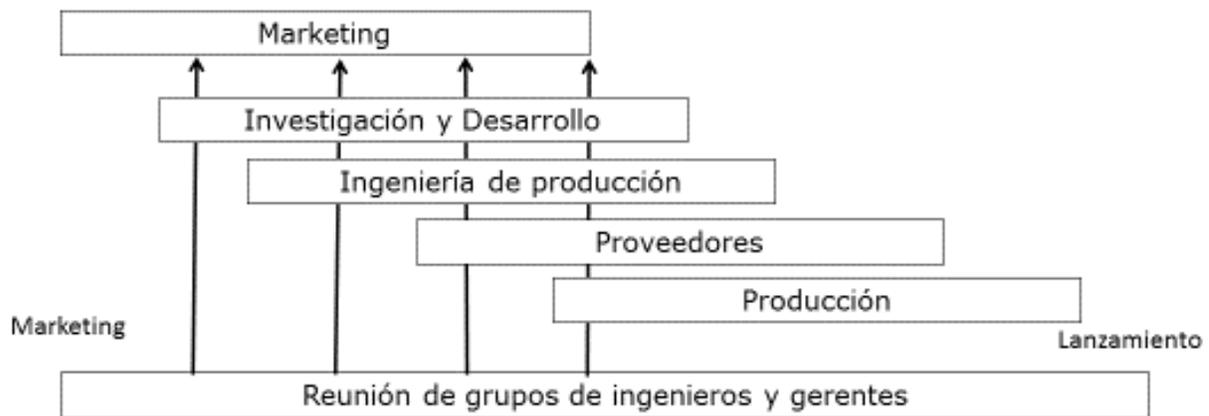 Marketing
Investigación y Desarrollo
Ingeniería de producción
Proveedores
Producción
Marketing
Lanzamiento
Reunión de grupos de ingenieros y gerentes